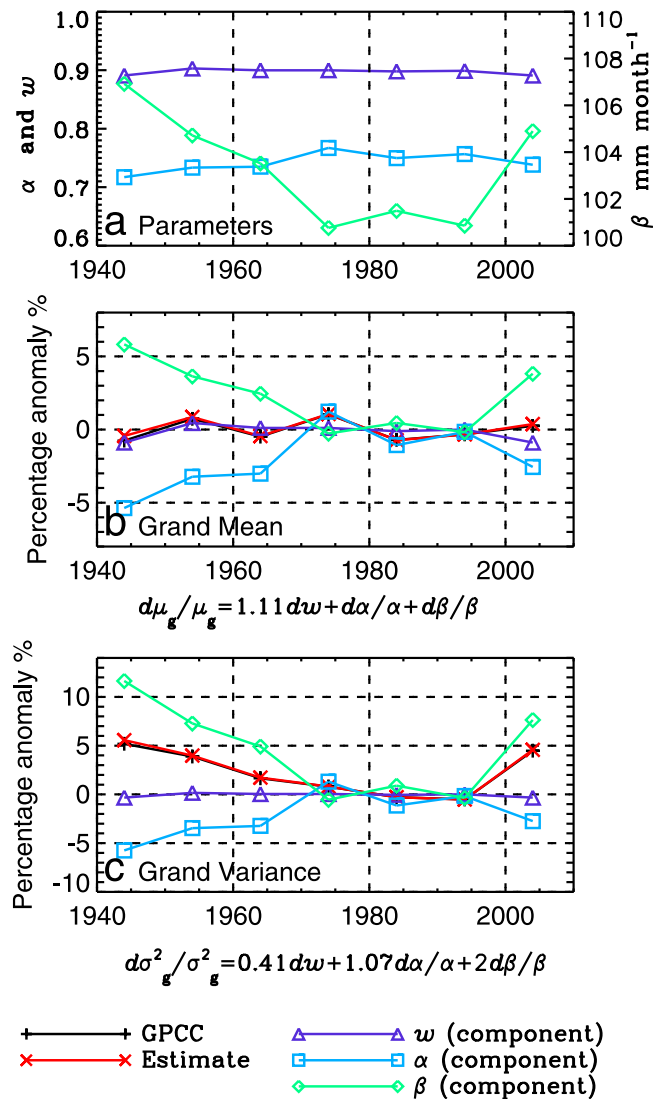 1.0
0.9
0.8
0.7
0.6
α and w
110
108
106
104
102
100
β mm month⁻¹
a Parameters
1940 1960 1980 2000
Percentage anomaly %
5
0
-5
b Grand Mean
1940 1960 1980 2000
dμg/μg=1.11dw+dα/α+dβ/β
Percentage anomaly %
10
5
0
-5
-10
c Grand Variance
1940 1960 1980 2000
dσ²g/σ²g=0.41dw+1.07dα/α+2dβ/β
GPCC
Estimate
w (component)
α (component)
β (component)